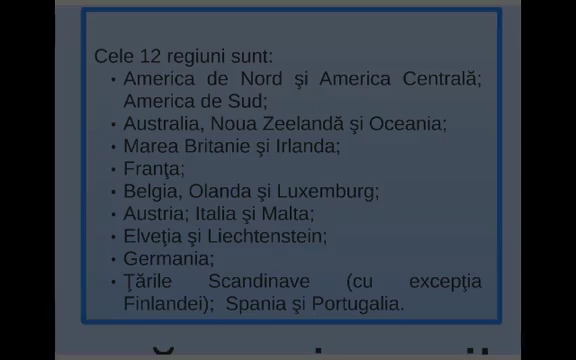 Cele 12 regiuni sunt:
• America de Nord şi America Centrală;
America de Sud;
• Australia, Noua Zeelandă şi Oceania;
• Marea Britanie şi Irlanda;
• Franţa;
• Belgia, Olanda şi Luxemburg;
• Austria; Italia şi Malta;
• Elveţia şi Liechtenstein;
• Germania;
• Ţările Scandinave (cu excepţia
Finlandei); Spania şi Portugalia.